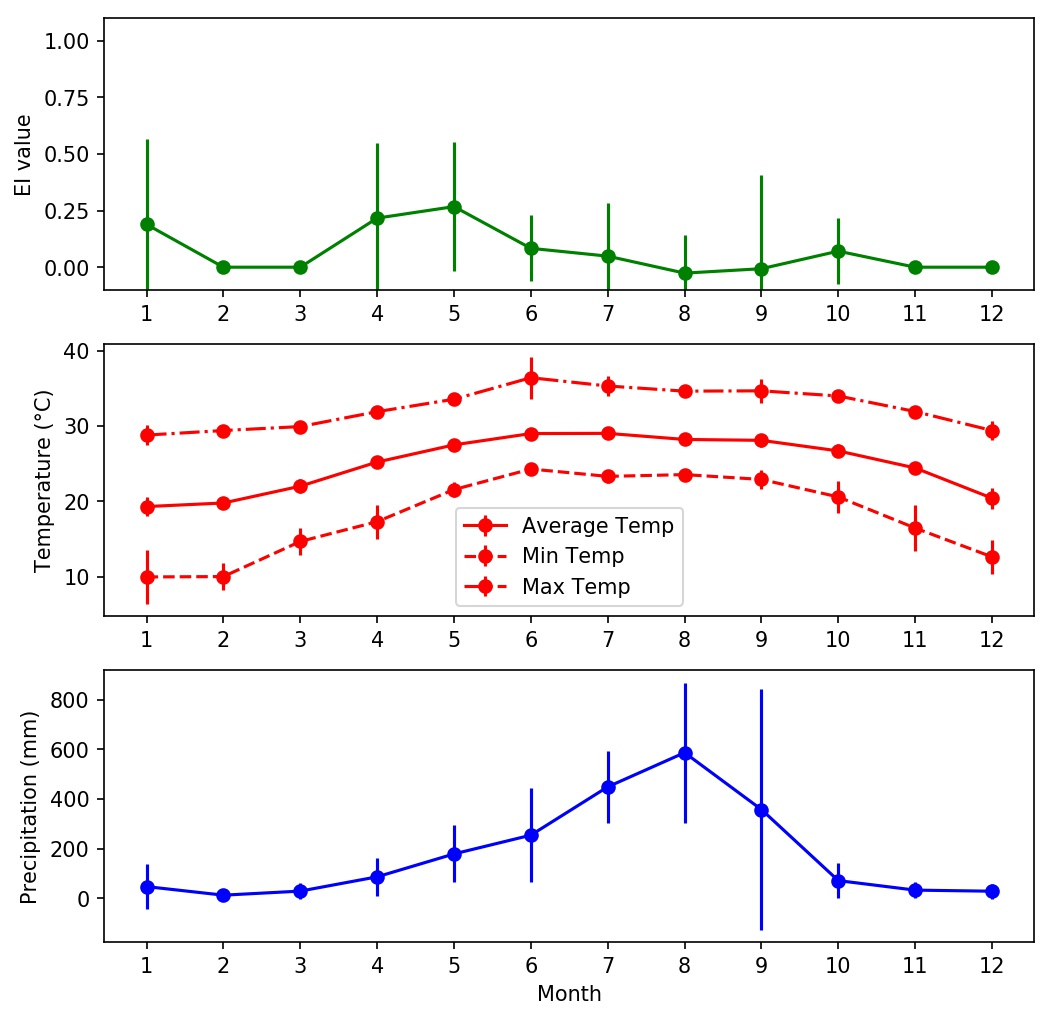 1.00
0.75
0.50
0.25
0.00
EI value
1 2 3 4 5 6 7 8 9 10 11 12
40
30
20
10
Temperature (°C)
Average Temp
Min Temp
Max Temp
1 2 3 4 5 6 7 8 9 10 11 12
800
600
400
200
0
Precipitation (mm)
1 2 3 4 5 6 7 8 9 10 11 12
Month